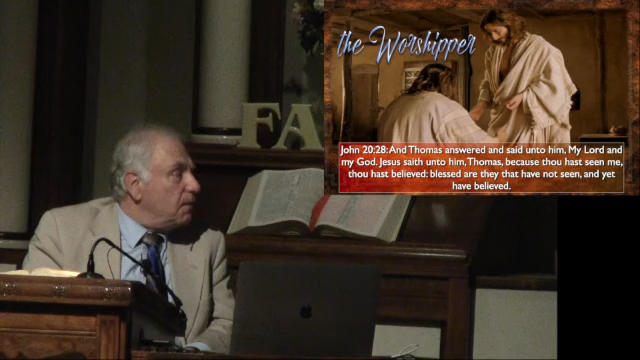 the Worshipper
FA
John 20:28: And Thomas answered and said unto him, My Lord and
my God. Jesus saith unto him, Thomas, because thou hast seen me,
thou hast believed: blessed are they that have not seen, and yet
have believed.